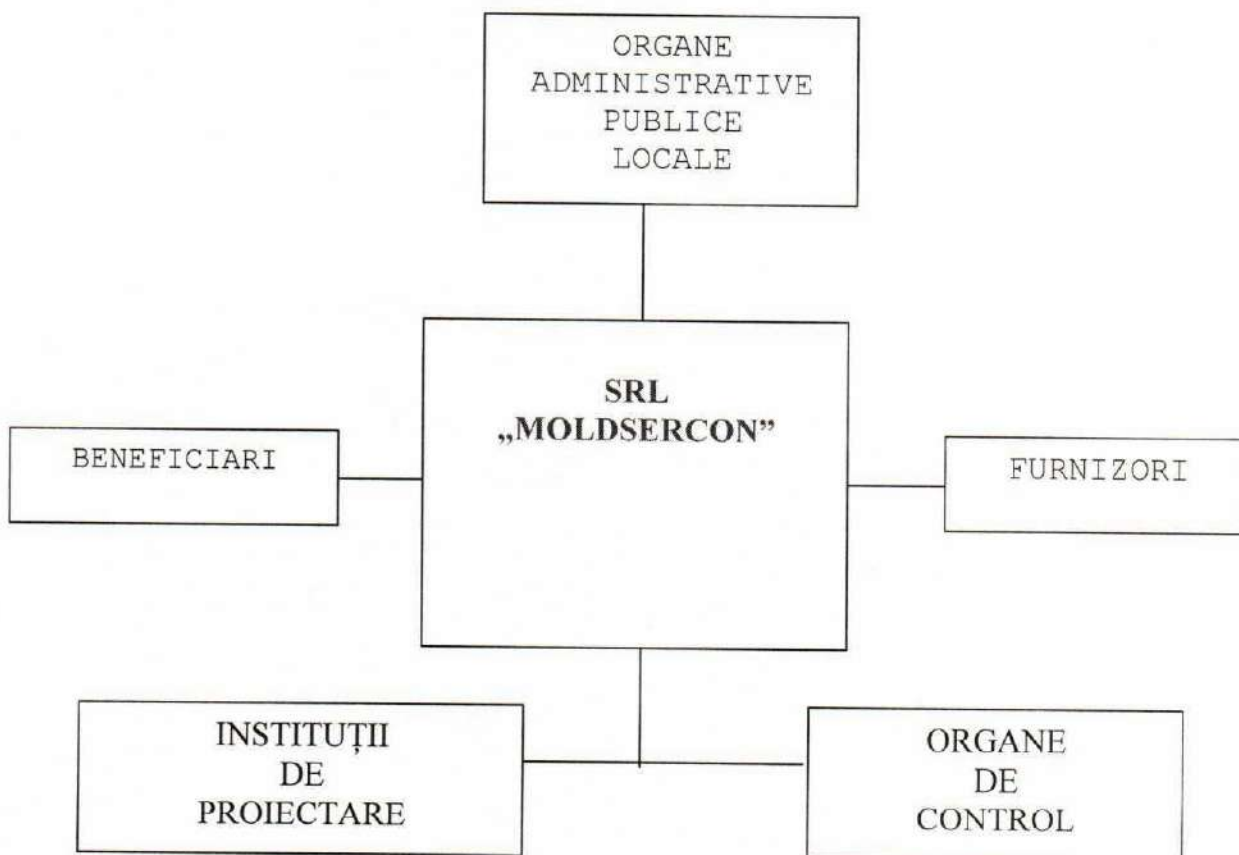 ORGANE
ADMINISTRATIVE
PUBLICE
LOCALE
SRL
„MOLDSERCON”
BENEFICIARI
FURNIZORI
INSTITUȚII
DE
PROIECTARE
ORGANE
DE
CONTROL